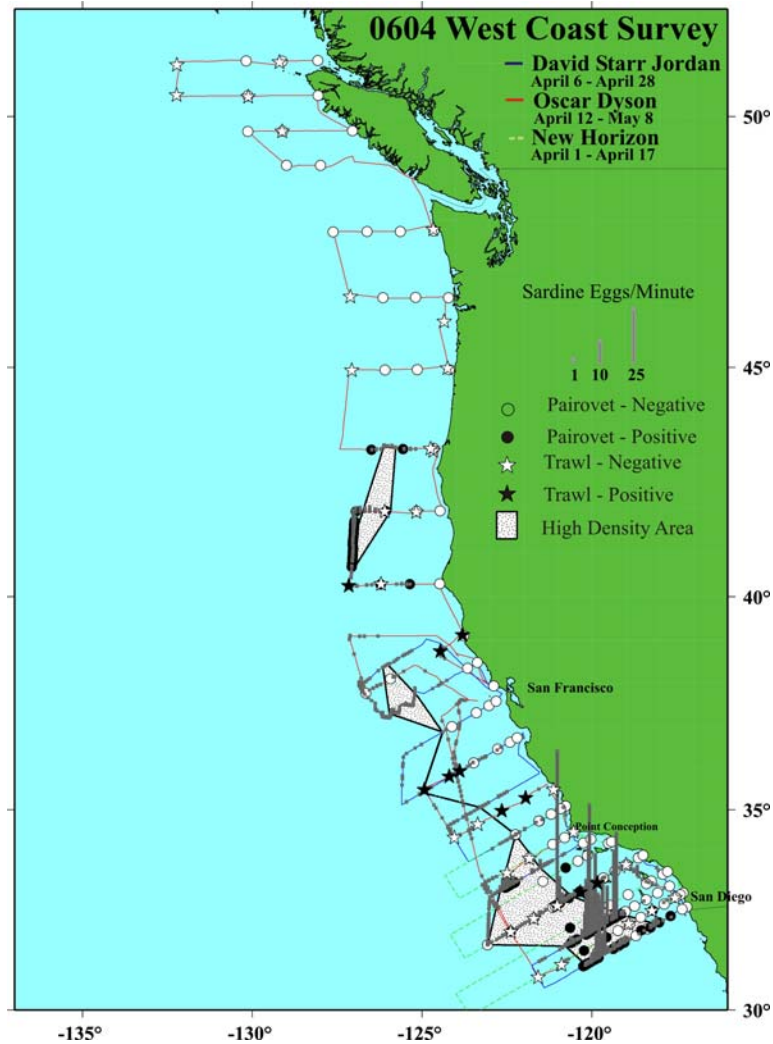 0604 West Coast Survey
David Starr Jordan
April 6 - April 28
Oscar Dyson
April 12 - May 8
New Horizon
April 1 - April 17
50°
Sardine Eggs/Minute
1 10 25
45°
Pairovet - Negative
Pairovet - Positive
Trawl - Negative
Trawl - Positive
High Density Area
40°
San Francisco
35°
Point Conception
San Diego
30°
-135° -130° -125° -120°